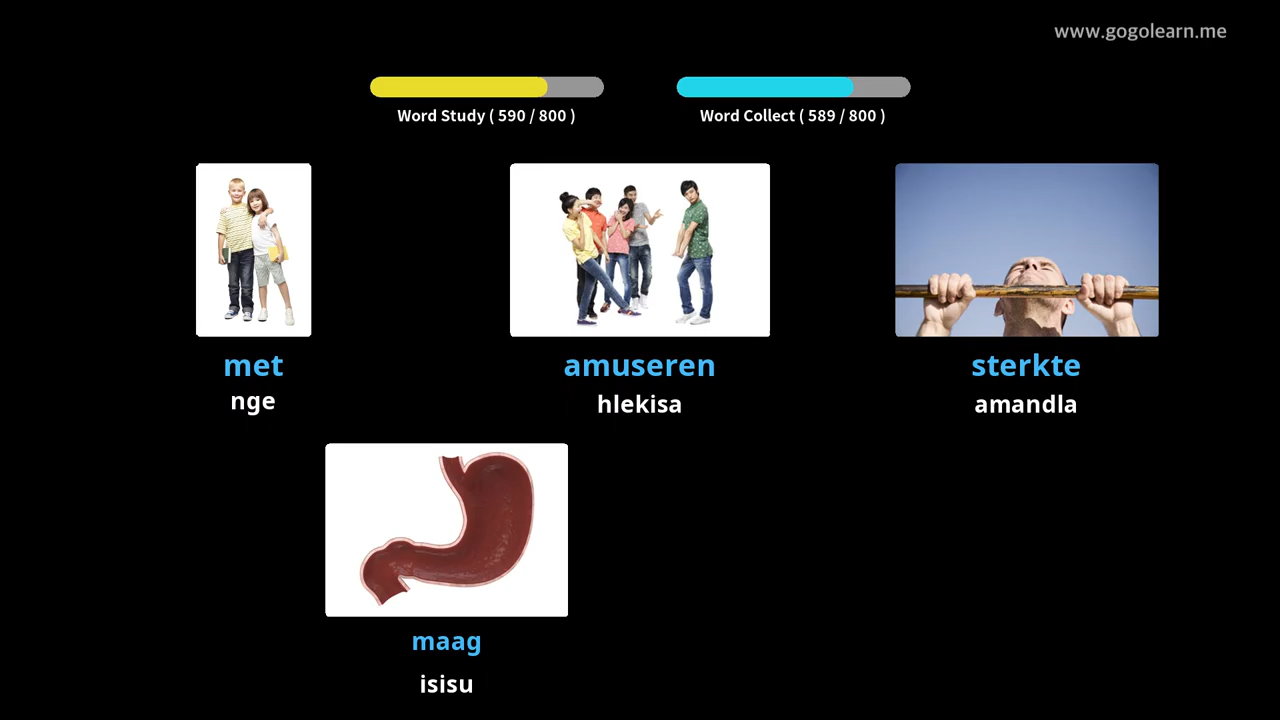 www.gogolearn.me
Word Study ( 590 / 800 )
Word Collect ( 589 / 800 )
met
nge
amuseren
hlekisa
sterkte
amandla
maag
isisu